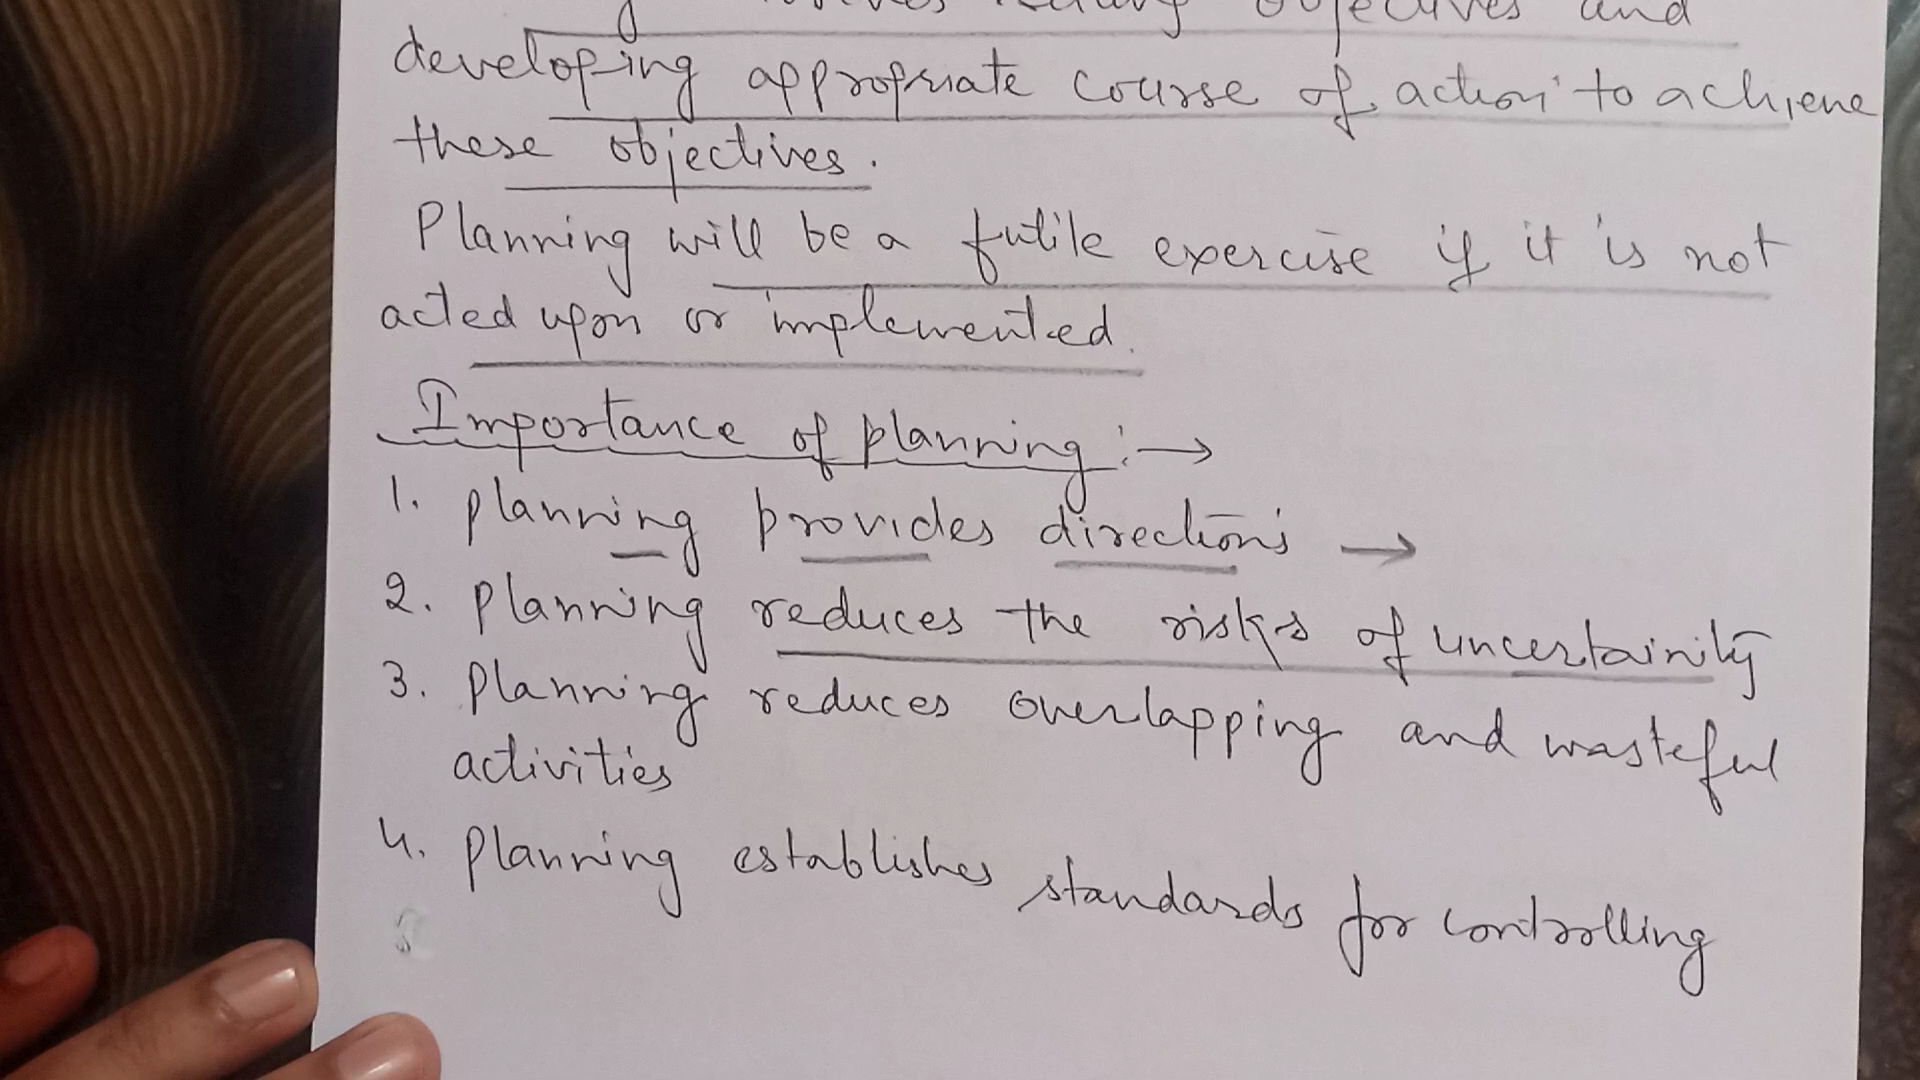 objectives and
developing appropriate course of action to achieve
these objectives.
Planning will be a futile exercise if it is not
acted upon or implemented.
Importance of planning :→
1. planning provides directions →
2. planning reduces the risks of uncertainity
3. planning reduces overlapping and wasteful
activities
4. planning establishes standards for controlling